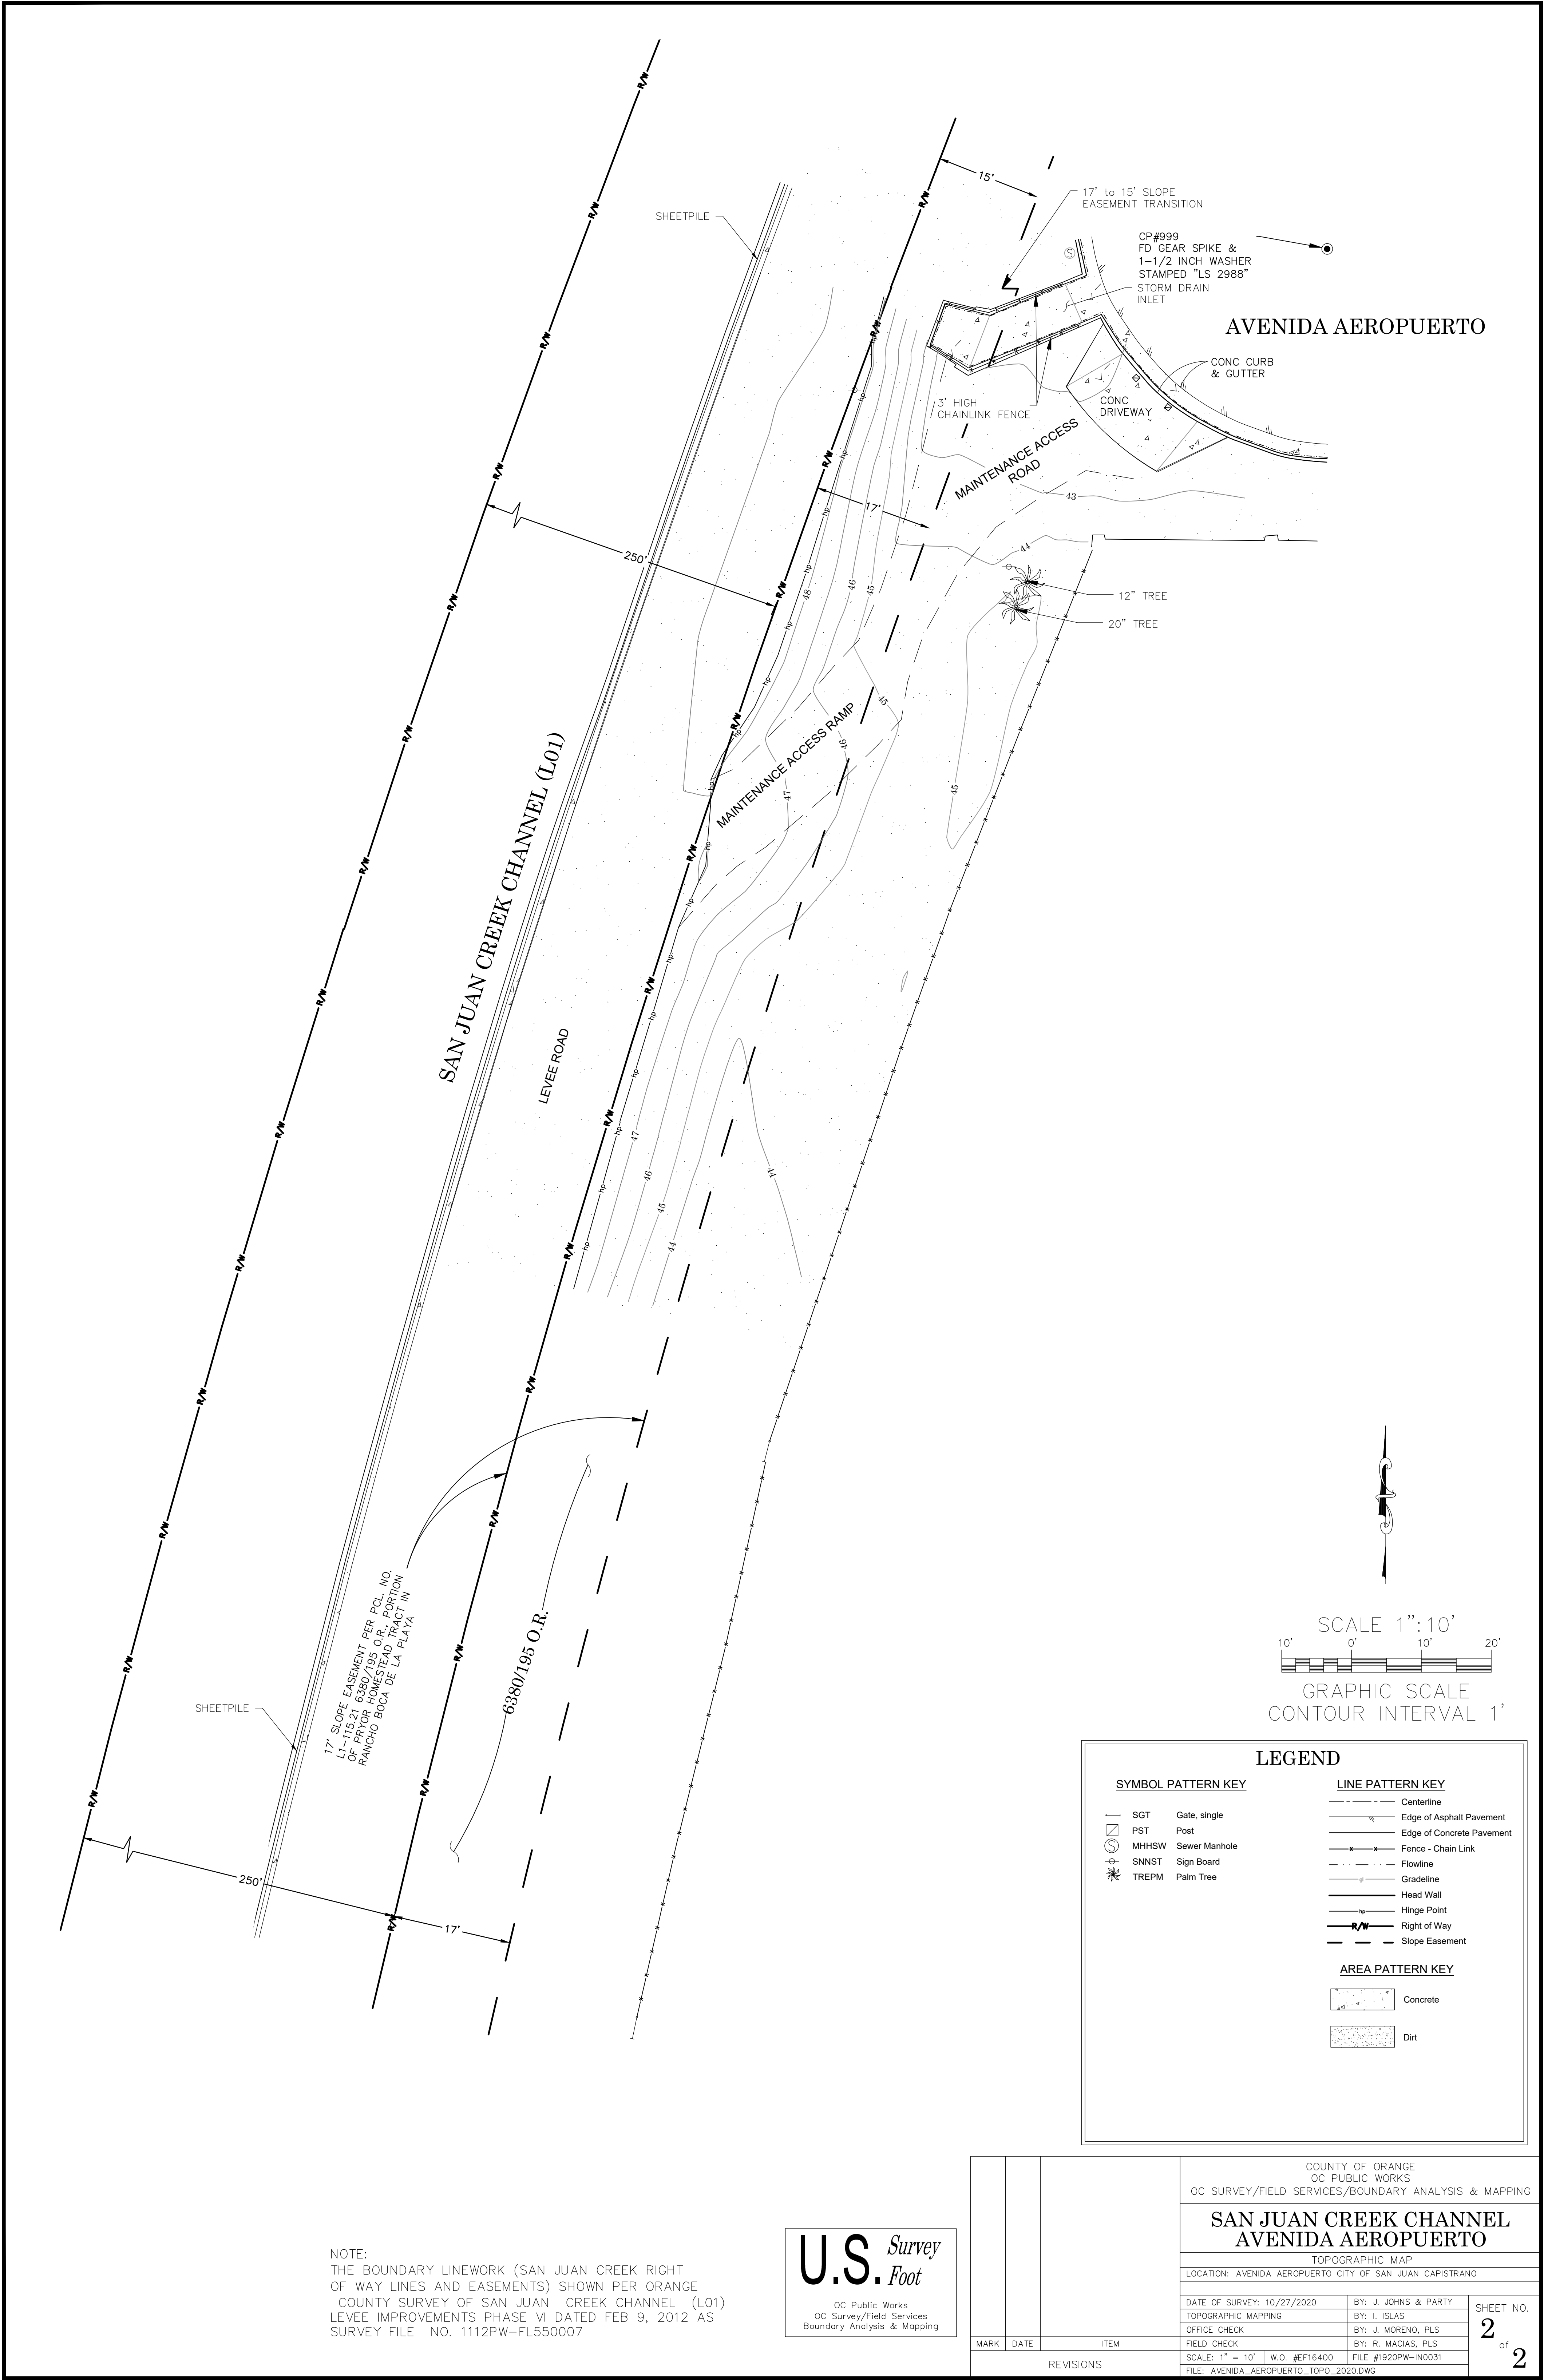 R/W
15'
17' to 15' SLOPE
EASEMENT TRANSITION
SHEETPILE
CP#999
FD GEAR SPIKE &
1-1/2 INCH WASHER
STAMPED "LS 2988"
STORM DRAIN
INLET
S
AVENIDA AEROPUERTO
CONC CURB
& GUTTER
3' HIGH
CHAINLINK FENCE
CONC
DRIVEWAY
MAINTENANCE ACCESS
ROAD
43
17'
250'
44
hp
48
46
45
12" TREE
20" TREE
45
46
MAINTENANCE ACCESS RAMP
47
45
SAN JUAN CREEK CHANNEL (L01)
LEVEE ROAD
47
46
45
44
44
17' SLOPE EASEMENT PER PCL. NO.
L1-115.21 6380/195 O.R., PORTION
OF PRYOR HOMESTEAD TRACT IN
RANCHO BOCA DE LA PLAYA
6380/195 O.R.
SHEETPILE
250'
17'
SCALE 1":10'
10' 0' 10' 20'
GRAPHIC SCALE
CONTOUR INTERVAL 1'
LEGEND
SYMBOL PATTERN KEY
SGT Gate, single
PST Post
MHHSW Sewer Manhole
SNNST Sign Board
TREPM Palm Tree
LINE PATTERN KEY
Centerline
Edge of Asphalt Pavement
Edge of Concrete Pavement
Fence - Chain Link
Flowline
Gradeline
Head Wall
hp Hinge Point
R/W Right of Way
Slope Easement
AREA PATTERN KEY
Concrete
Dirt
NOTE:
THE BOUNDARY LINEWORK (SAN JUAN CREEK RIGHT
OF WAY LINES AND EASEMENTS) SHOWN PER ORANGE
COUNTY SURVEY OF SAN JUAN CREEK CHANNEL (L01)
LEVEE IMPROVEMENTS PHASE VI DATED FEB 9, 2012 AS
SURVEY FILE NO. 1112PW-FL550007
U.S. Survey
Foot
OC Public Works
OC Survey/Field Services
Boundary Analysis & Mapping
MARK DATE ITEM
REVISIONS
COUNTY OF ORANGE
OC PUBLIC WORKS
OC SURVEY/FIELD SERVICES/BOUNDARY ANALYSIS & MAPPING
SAN JUAN CREEK CHANNEL
AVENIDA AEROPUERTO
TOPOGRAPHIC MAP
LOCATION: AVENIDA AEROPUERTO CITY OF SAN JUAN CAPISTRANO
DATE OF SURVEY: 10/27/2020 BY: J. JOHNS & PARTY
TOPOGRAPHIC MAPPING BY: I. ISLAS
OFFICE CHECK BY: J. MORENO, PLS
FIELD CHECK BY: R. MACIAS, PLS
SCALE: 1" = 10' W.O. #EF16400 FILE #1920PW-IN0031
FILE: AVENIDA_AEROPUERTO_TOPO_2020.DWG
SHEET NO.
2 of 2